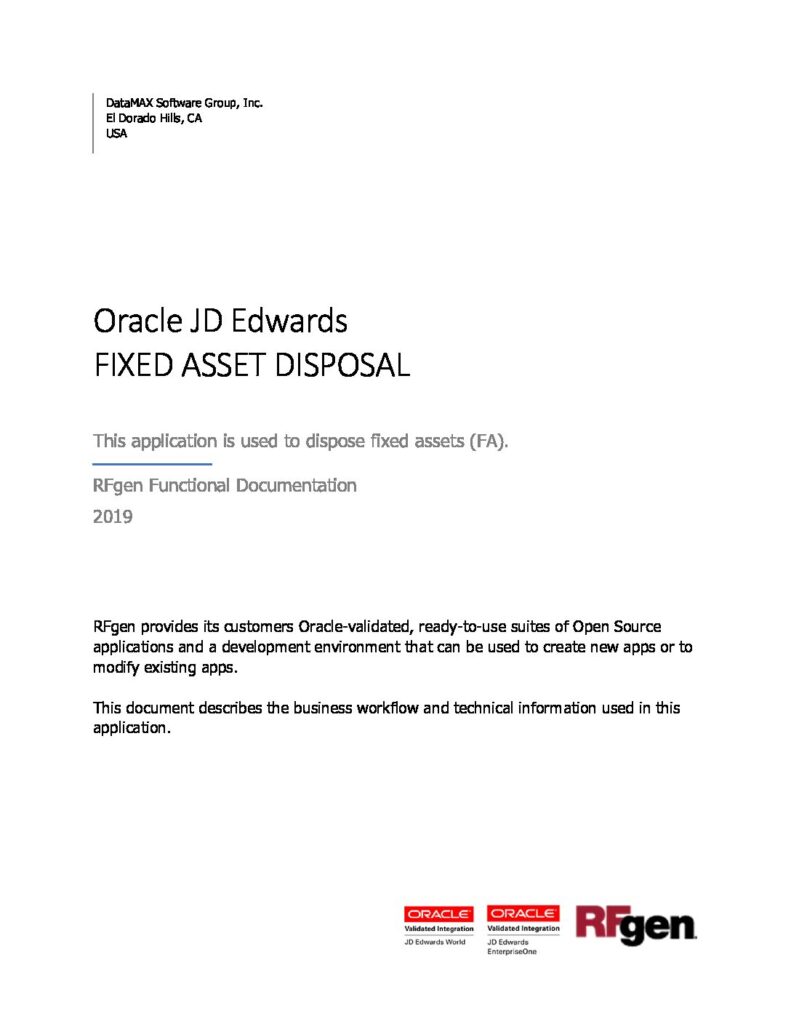 DataMAX Software Group, Inc.
El Dorado Hills, CA
USA
Oracle JD Edwards
FIXED ASSET DISPOSAL
This application is used to dispose fixed assets (FA).
RFgen Functional Documentation
2019
RFgen provides its customers Oracle-validated, ready-to-use suites of Open Source
applications and a development environment that can be used to create new apps or to
modify existing apps.
This document describes the business workflow and technical information used in this
application.
ORACLE
Validated Integration
JD Edwards World
ORACLE
Validated Integration
JD Edwards
EnterpriseOne
RFgen